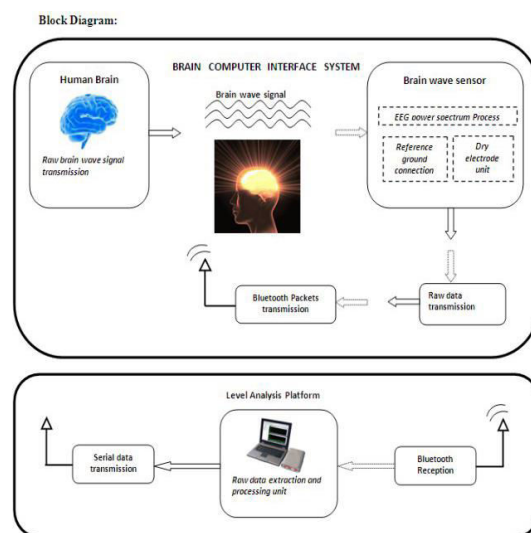 Block Diagram:
BRAIN COMPUTER INTERFACE SYSTEM
Human Brain
Raw brain wave signal
transmission
Brain wave signal
Brain wave sensor
EEG power spectrum Process
Reference
ground
connection
Dry
electrode
unit
Raw data
transmission
Bluetooth Packets
transmission
Level Analysis Platform
Serial data
transmission
Raw data extraction and
processing unit
Bluetooth
Reception